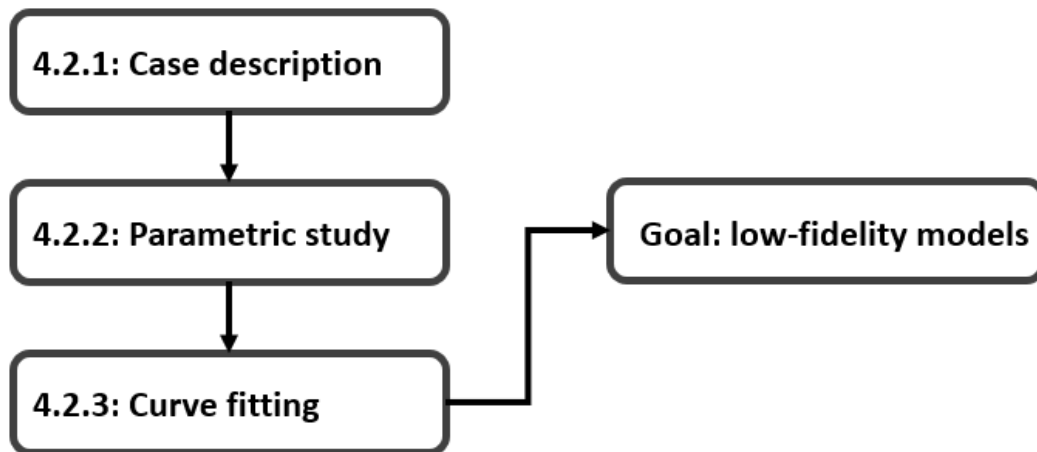 4.2.1: Case description
4.2.2: Parametric study
Goal: low-fidelity models
4.2.3: Curve fitting